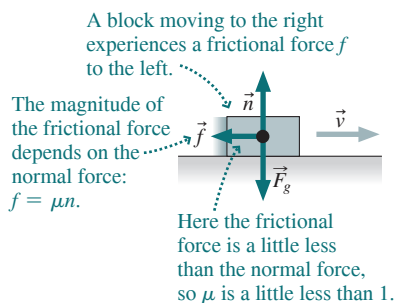 A block moving to the right
experiences a frictional force f
to the left.
The magnitude of
the frictional force
depends on the
normal force:
f = μn.
n⃗
f⃗
v⃗
F⃗g
Here the frictional
force is a little less
than the normal force,
so μ is a little less than 1.